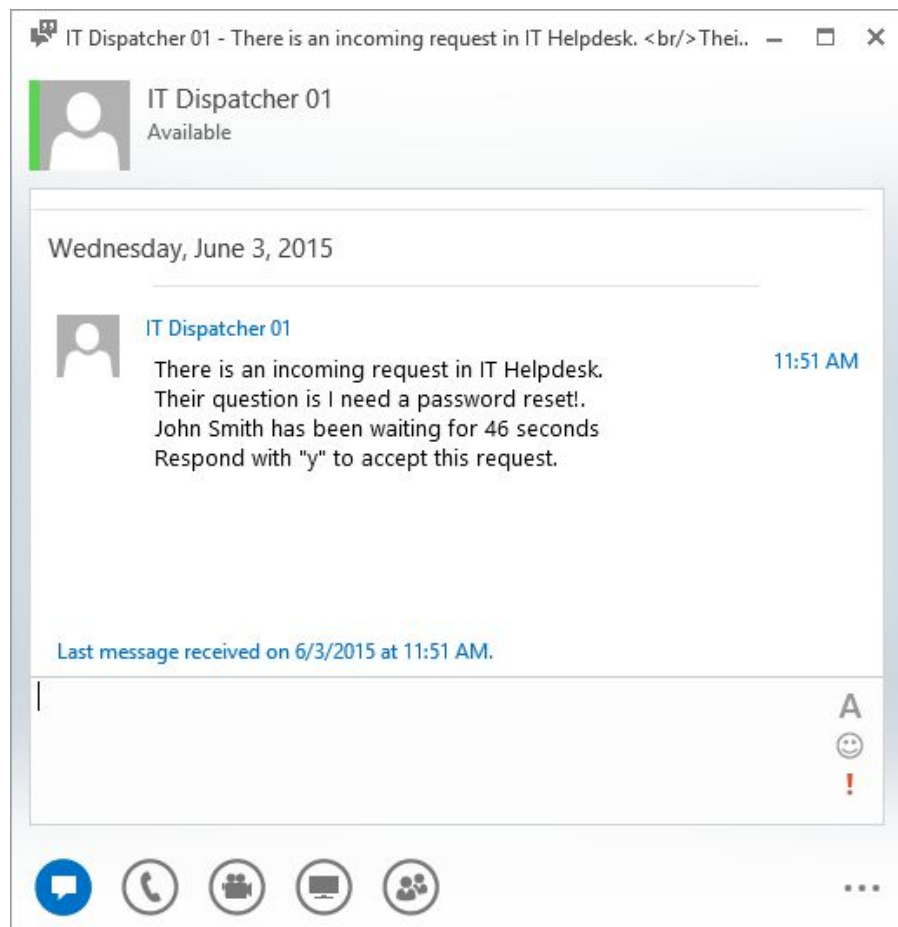 IT Dispatcher 01 - There is an incoming request in IT Helpdesk. <br/>Thei..
IT Dispatcher 01
Available
Wednesday, June 3, 2015
IT Dispatcher 01
There is an incoming request in IT Helpdesk.
11:51 AM
Their question is I need a password reset!.
John Smith has been waiting for 46 seconds
Respond with "y" to accept this request.
Last message received on 6/3/2015 at 11:51 AM.
A
!